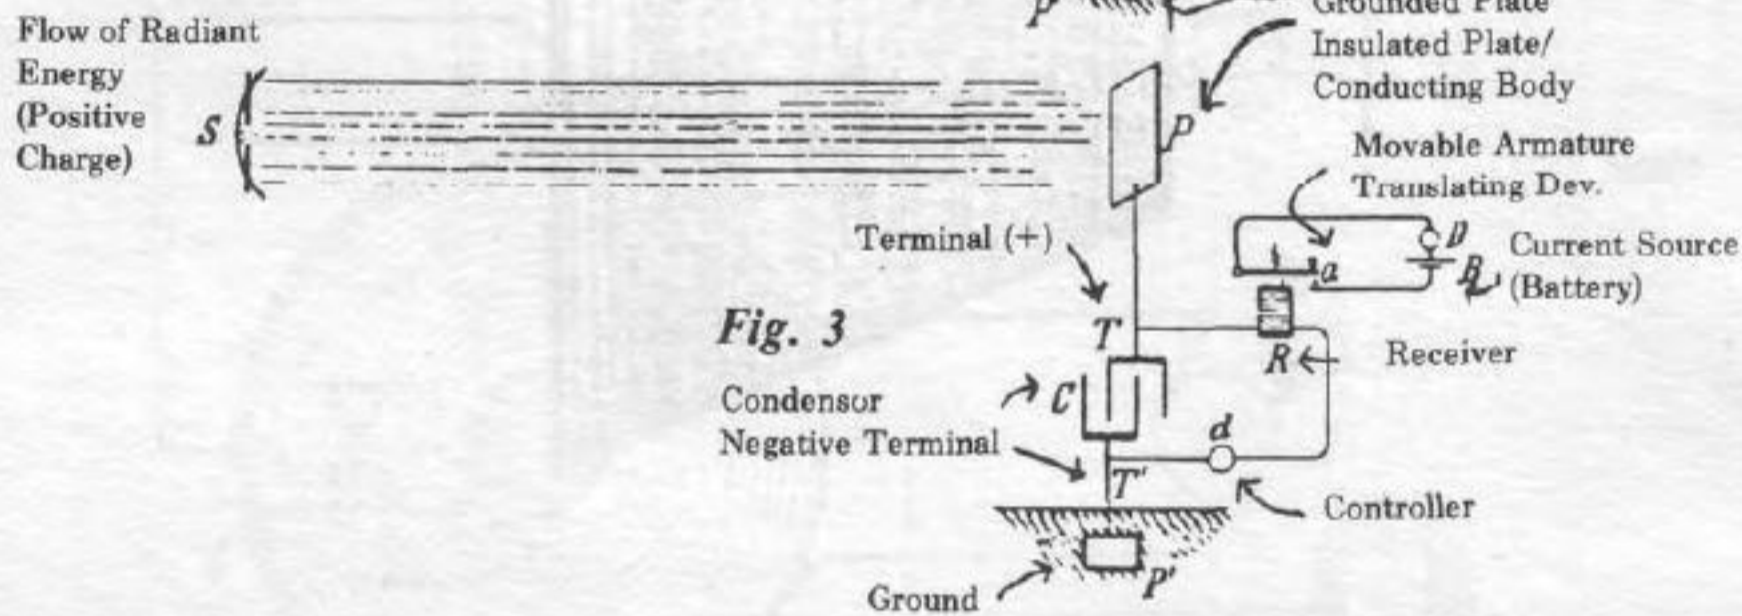 P
Grounded Plate
Flow of Radiant
Energy
(Positive
Charge)
S
Insulated Plate/
Conducting Body
P
Movable Armature
Translating Dev.
Terminal (+)
D
a
B
Current Source
(Battery)
Fig. 3
T
R
Receiver
Condensor
C
Negative Terminal
d
T'
Controller
P'
Ground